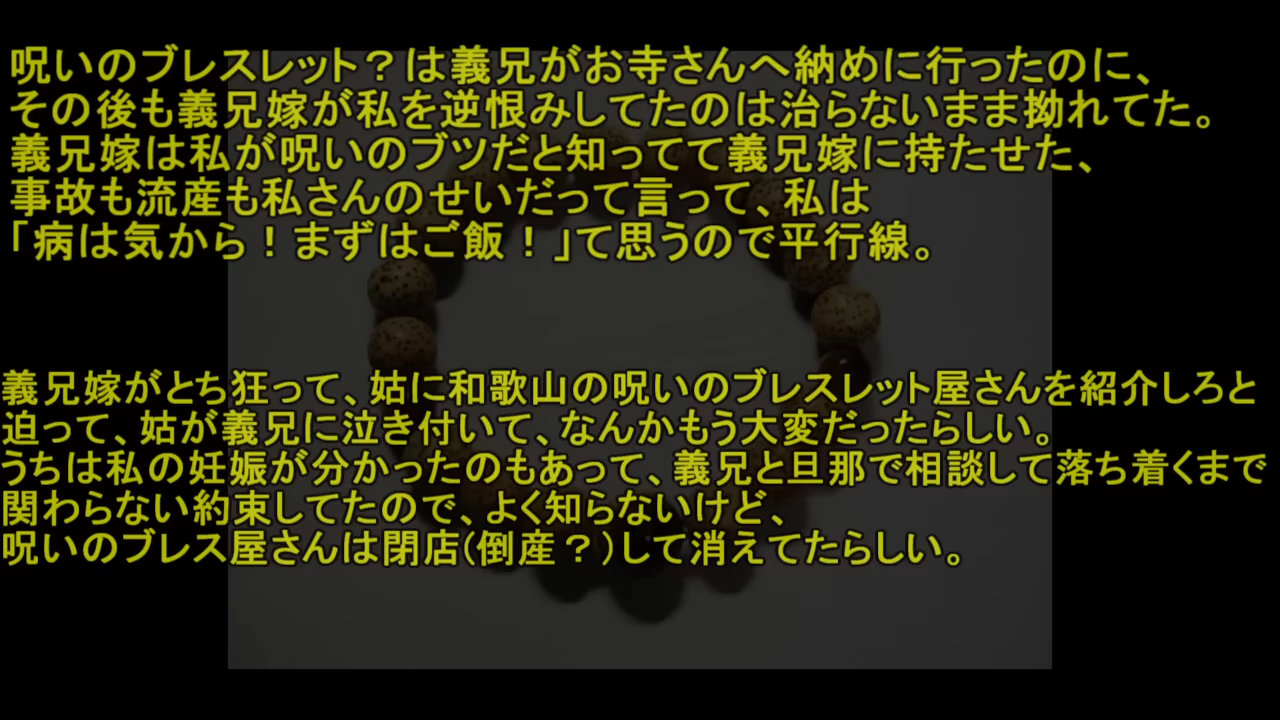 呪いのブレスレット？は義兄がお寺さんへ納めに行ったのに、
その後も義兄嫁が私を逆恨みしてたのは治らないまま拗れてた。
義兄嫁は私が呪いのブツだと知ってて義兄嫁に持たせた、
事故も流産も私さんのせいだって言って、私は
「病は気から！まずはご飯！」て思うので平行線。
義兄嫁がとち狂って、姑に和歌山の呪いのブレスレット屋さんを紹介しろと
迫って、姑が義兄に泣き付いて、なんかもう大変だったらしい。
うちは私の妊娠が分かったのもあって、義兄と旦那で相談して落ち着くまで
関わらない約束してたので、よく知らないけど、
呪いのブレス屋さんは閉店(倒産？)して消えてたらしい。